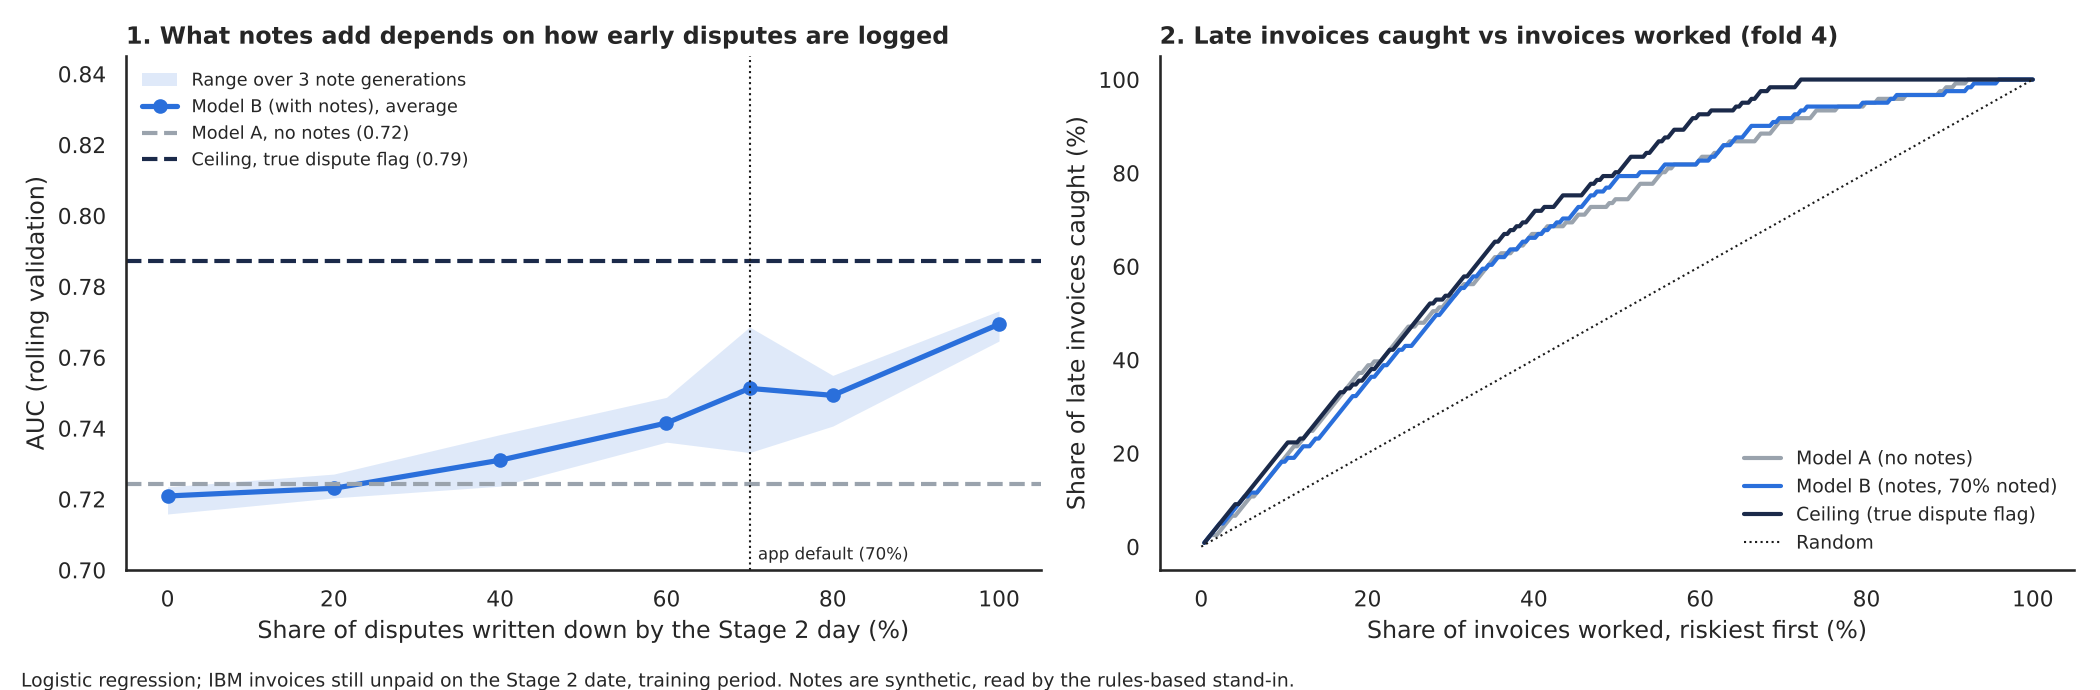 1. What notes add depends on how early disputes are logged
0.84
0.82
0.80
0.78
0.76
0.74
0.72
0.70
AUC (rolling validation)
Range over 3 note generations
Model B (with notes), average
Model A, no notes (0.72)
Ceiling, true dispute flag (0.79)
app default (70%)
0 20 40 60 80 100
Share of disputes written down by the Stage 2 day (%)
2. Late invoices caught vs invoices worked (fold 4)
100
80
60
40
20
0
Share of late invoices caught (%)
Model A (no notes)
Model B (notes, 70% noted)
Ceiling (true dispute flag)
Random
0 20 40 60 80 100
Share of invoices worked, riskiest first (%)
Logistic regression; IBM invoices still unpaid on the Stage 2 date, training period. Notes are synthetic, read by the rules-based stand-in.